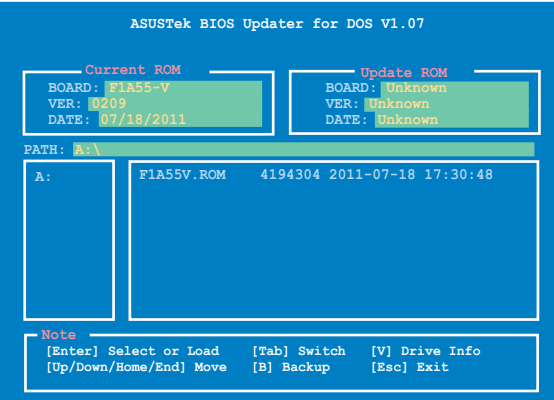 ASUSTek BIOS Updater for DOS V1.07
Current ROM
BOARD: F1A55-V
VER: 0209
DATE: 07/18/2011
Update ROM
BOARD: Unknown
VER: Unknown
DATE: Unknown
PATH: A:\
A:
F1A55V.ROM 4194304 2011-07-18 17:30:48
Note
[Enter] Select or Load [Tab] Switch [V] Drive Info
[Up/Down/Home/End] Move [B] Backup [Esc] Exit